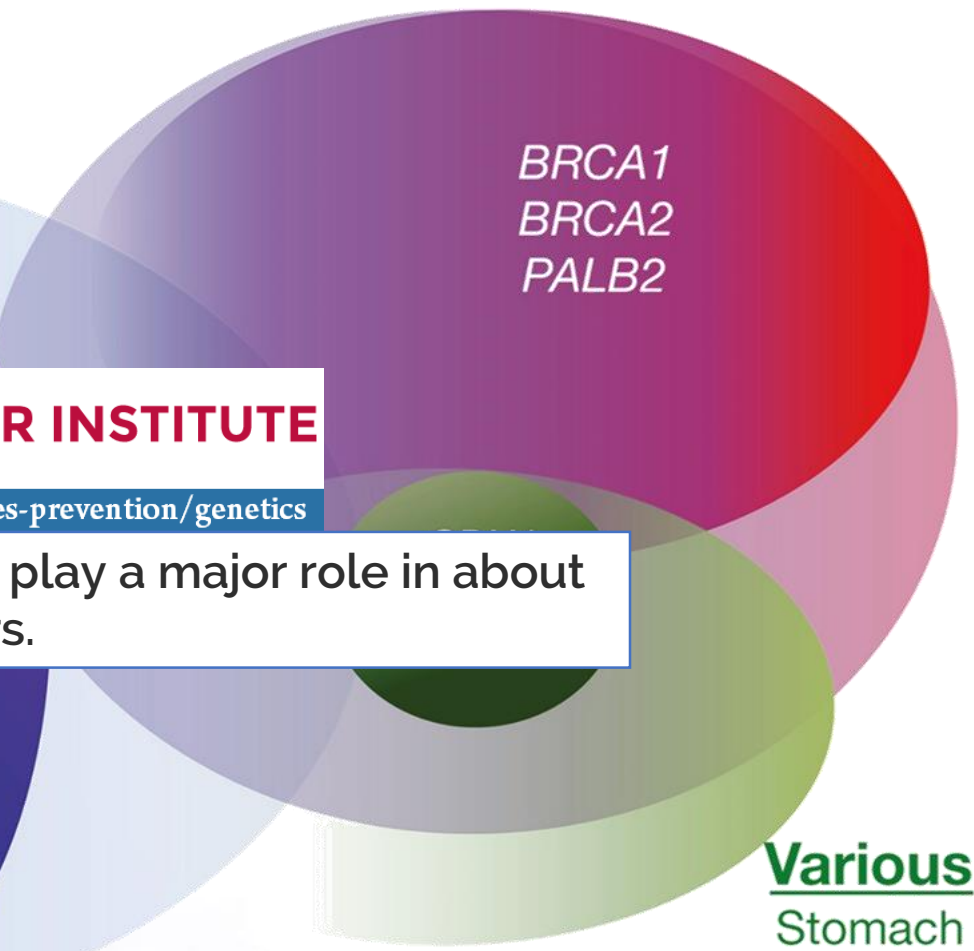 BRCA1
BRCA2
PALB2
R INSTITUTE
es-prevention/genetics
play a major role in about
s.
Various
Stomach